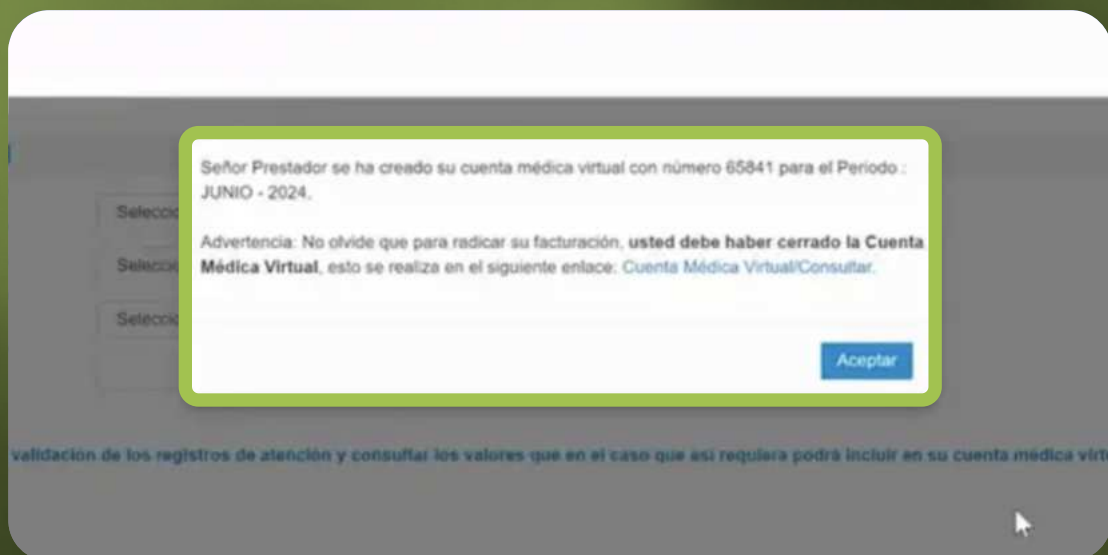 Señor Prestador se ha creado su cuenta médica virtual con número 65841 para el Periodo :
JUNIO - 2024.
Advertencia: No olvide que para radicar su facturación, usted debe haber cerrado la Cuenta
Médica Virtual, esto se realiza en el siguiente enlace: Cuenta Médica Virtual/Consultar.
Aceptar
Selecc
Selecc
Selecc
validación de los registros de atención y consultar los valores que en el caso que así requiera podrá incluir en su cuenta médica virt